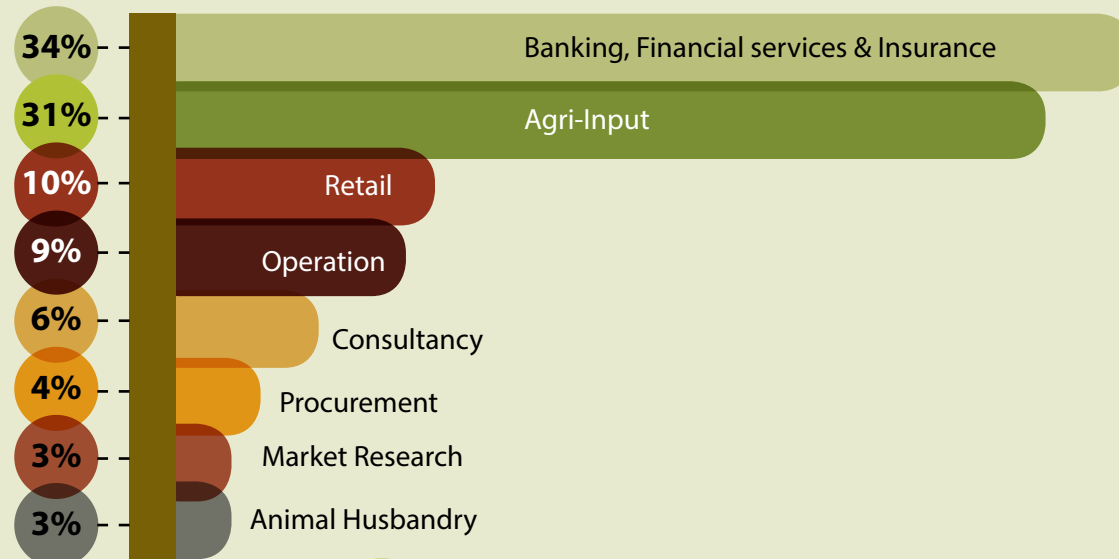 34% Banking, Financial services & Insurance
31% Agri-Input
10% Retail
9% Operation
6% Consultancy
4% Procurement
3% Market Research
3% Animal Husbandry